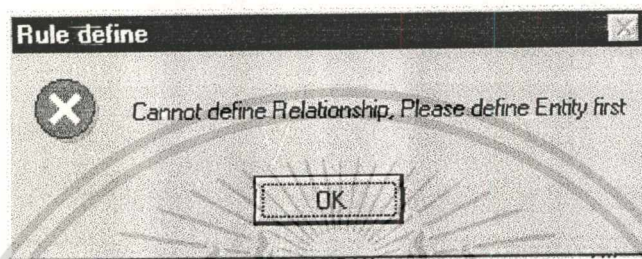 Rule define
Cannot define Relationship, Please define Entity first
OK